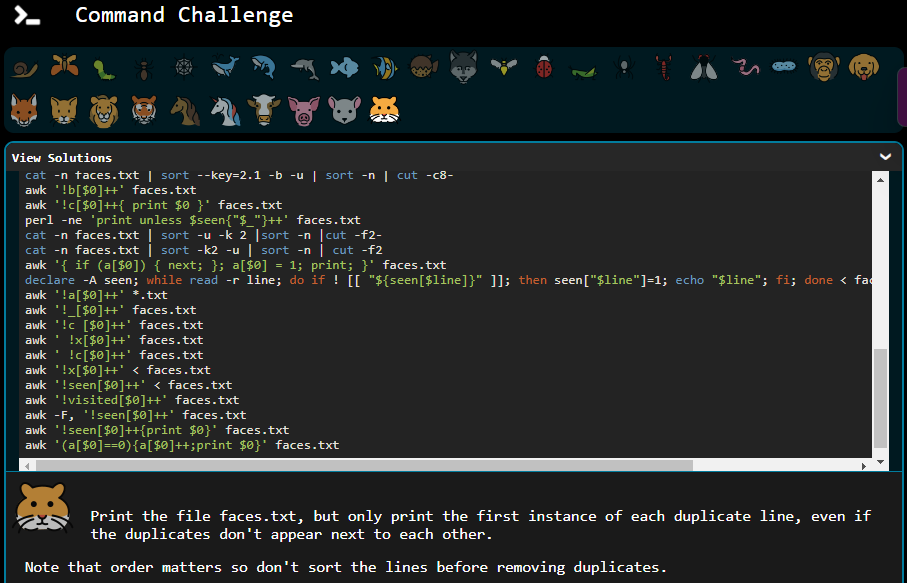 Command Challenge
View Solutions
cat -n faces.txt | sort --key=2.1 -b -u | sort -n | cut -c8-
awk '!b[$0]++' faces.txt
awk '!c[$0]++{ print $0 }' faces.txt
perl -ne 'print unless $seen{"$_"}++' faces.txt
cat -n faces.txt | sort -u -k 2 |sort -n |cut -f2-
cat -n faces.txt | sort -k2 -u | sort -n | cut -f2
awk '{ if (a[$0]) { next; }; a[$0] = 1; print; }' faces.txt
declare -A seen; while read -r line; do if ! [[ "${seen[$line]}" ]]; then seen["$line"]=1; echo "$line"; fi; done < fac
awk '!a[$0]++' *.txt
awk '!_[$0]++' faces.txt
awk '!c [$0]++' faces.txt
awk ' !x[$0]++' faces.txt
awk ' !c[$0]++' faces.txt
awk '!x[$0]++' < faces.txt
awk '!seen[$0]++' < faces.txt
awk '!visited[$0]++' faces.txt
awk -F, '!seen[$0]++' faces.txt
awk '!seen[$0]++{print $0}' faces.txt
awk '(a[$0]==0){a[$0]++;print $0}' faces.txt
Print the file faces.txt, but only print the first instance of each duplicate line, even if
the duplicates don't appear next to each other.
Note that order matters so don't sort the lines before removing duplicates.